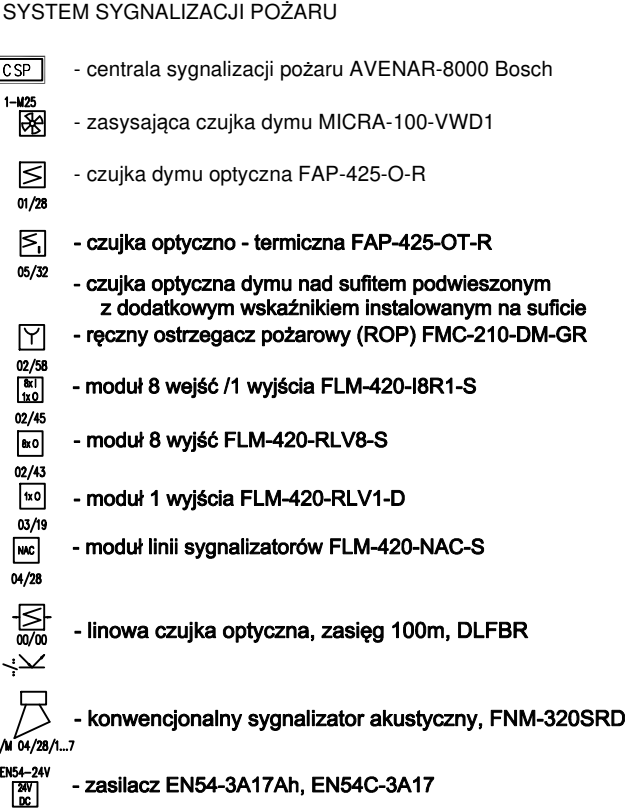 SYSTEM SYGNALIZACJI POŻARU
CSP - centrala sygnalizacji pożaru AVENAR-8000 Bosch
1-M25
- zasysająca czujka dymu MICRA-100-VWD1
- czujka dymu optyczna FAP-425-O-R
01/28
- czujka optyczno - termiczna FAP-425-OT-R
05/32
- czujka optyczna dymu nad sufitem podwieszonym
z dodatkowym wskaźnikiem instalowanym na suficie
- ręczny ostrzegacz pożarowy (ROP) FMC-210-DM-GR
02/58
8x I
1x O
- moduł 8 wejść /1 wyjścia FLM-420-I8R1-S
02/45
8x O - moduł 8 wyjść FLM-420-RLV8-S
02/43
1x O - moduł 1 wyjścia FLM-420-RLV1-D
03/19
NAC - moduł linii sygnalizatorów FLM-420-NAC-S
04/28
- linowa czujka optyczna, zasięg 100m, DLFBR
00/00
- konwencjonalny sygnalizator akustyczny, FNM-320SRD
/M 04/28/1...7
EN54-24V
24V
DC
- zasilacz EN54-3A17Ah, EN54C-3A17